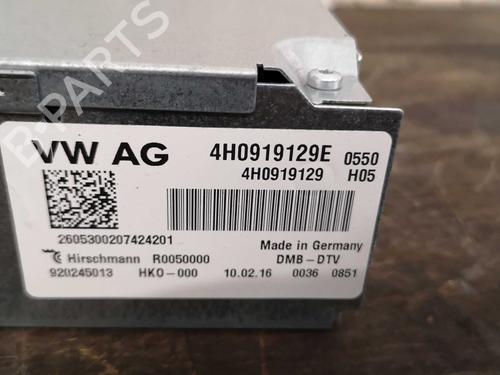 B-PARTS
VW AG 4H0919129E 0550
4H0919129 H05
2605300207424201 Made in Germany
Hirschmann R0050000 DMB-DTV
920245013 HKO-000 10.02.16 0036 0851